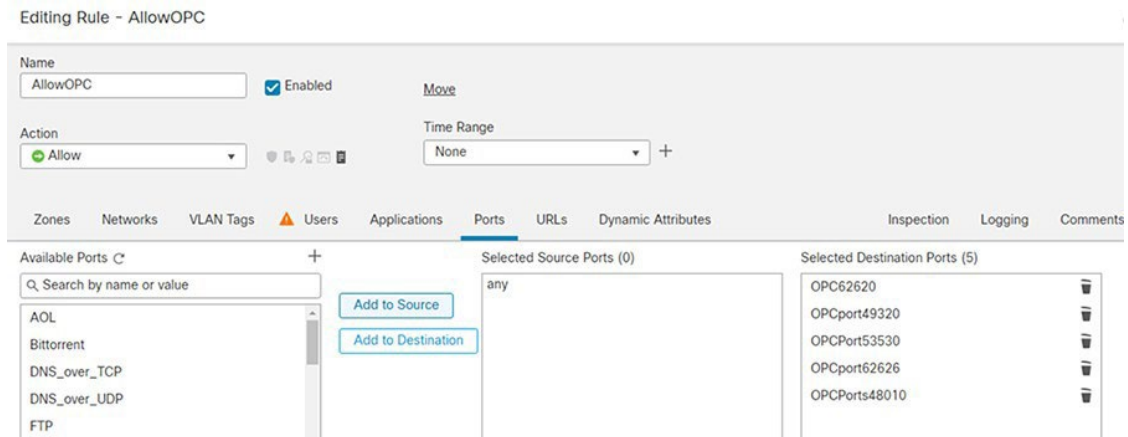 Editing Rule - AllowOPC
Name
AllowOPC
Enabled
Move
Action
Allow
Time Range
None
Zones Networks VLAN Tags Users Applications Ports URLs Dynamic Attributes Inspection Logging Comments
Available Ports
Search by name or value
AOL
Bittorrent
DNS_over_TCP
DNS_over_UDP
FTP
Add to Source
Add to Destination
Selected Source Ports (0)
any
Selected Destination Ports (5)
OPC62620
OPCport49320
OPCPort53530
OPCport62626
OPCPorts48010